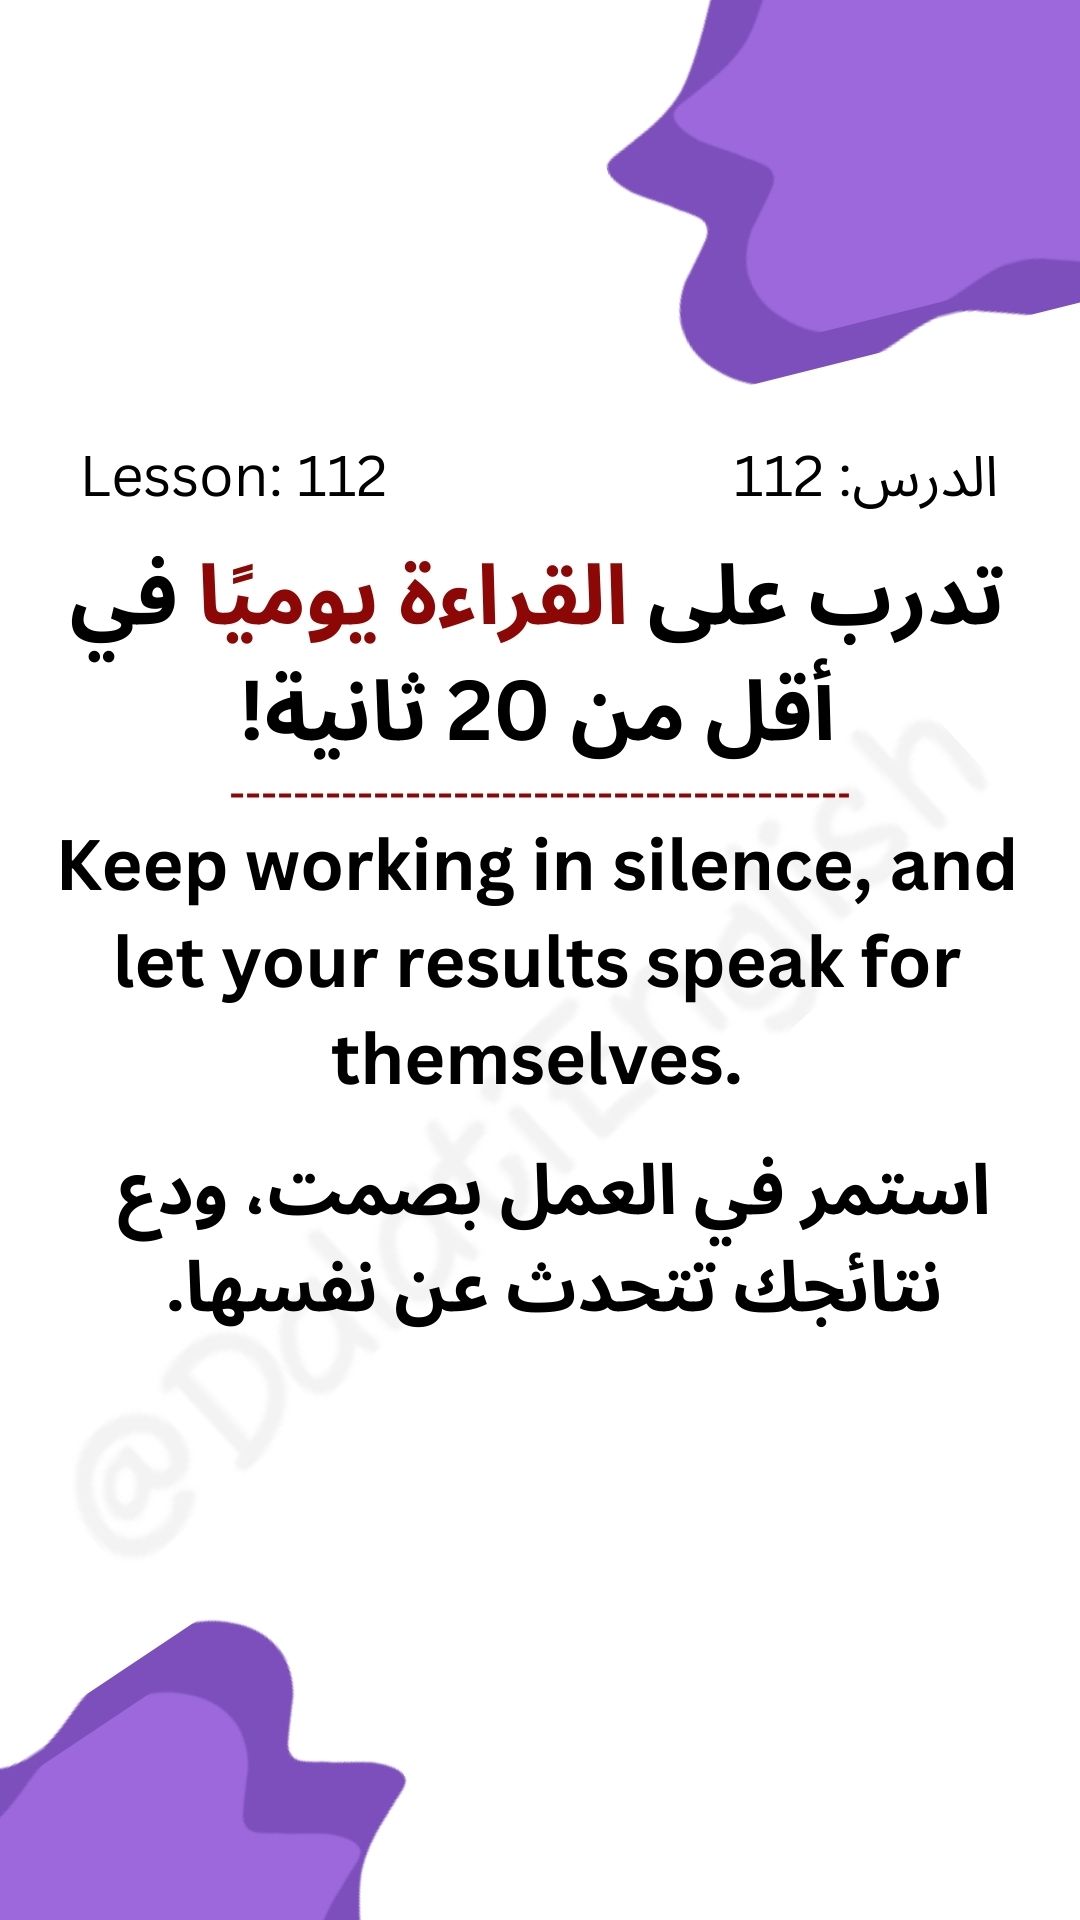 Lesson: 112
الدرس: 112
تدرب على القراءة يوميًا في
أقل من 20 ثانية!
---------------------------------------
Keep working in silence, and
let your results speak for
themselves.
استمر في العمل بصمت، ودع
نتائجك تتحدث عن نفسها.
@DdatiEnglish